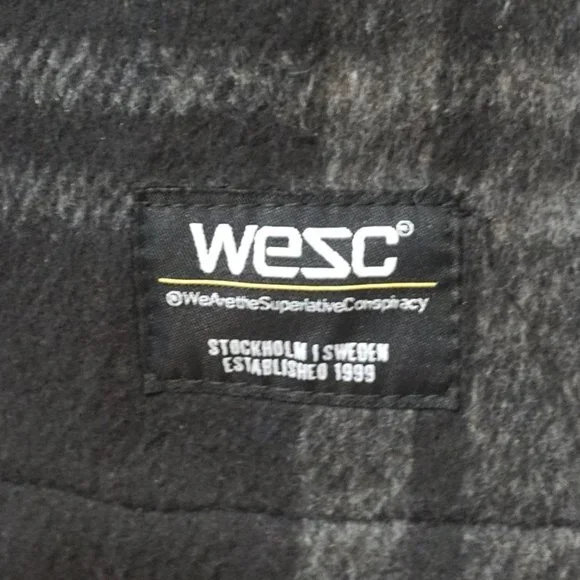 wesc©
©WeAretheSuperlativeConspiracy
STOCKHOLM | SWEDEN
ESTABLISHED 1999